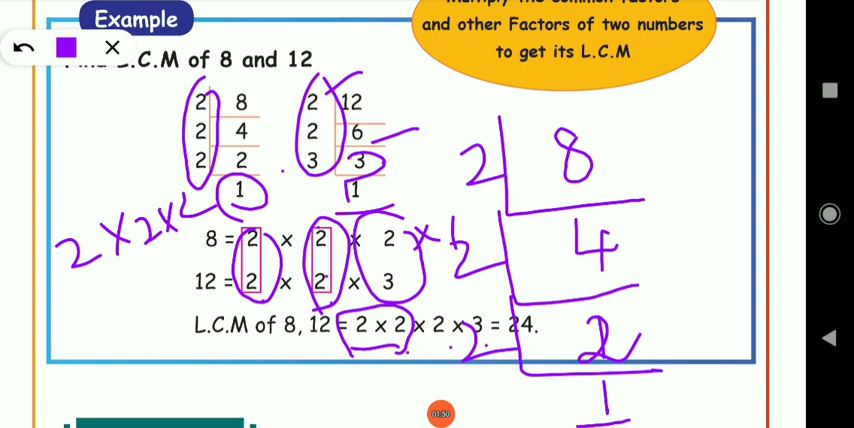 Example
and other Factors of two numbers
to get its L.C.M
L.C.M of 8 and 12
2 8 2 12
2 4 2 6
2 2 3 3
1 1
2 8
2 4
2 2
1
2 × 2 ×
8 = 2 × 2 × 2
12 = 2 × 2 × 3
L.C.M of 8, 12 = 2 × 2 × 2 × 3 = 24.
01:50